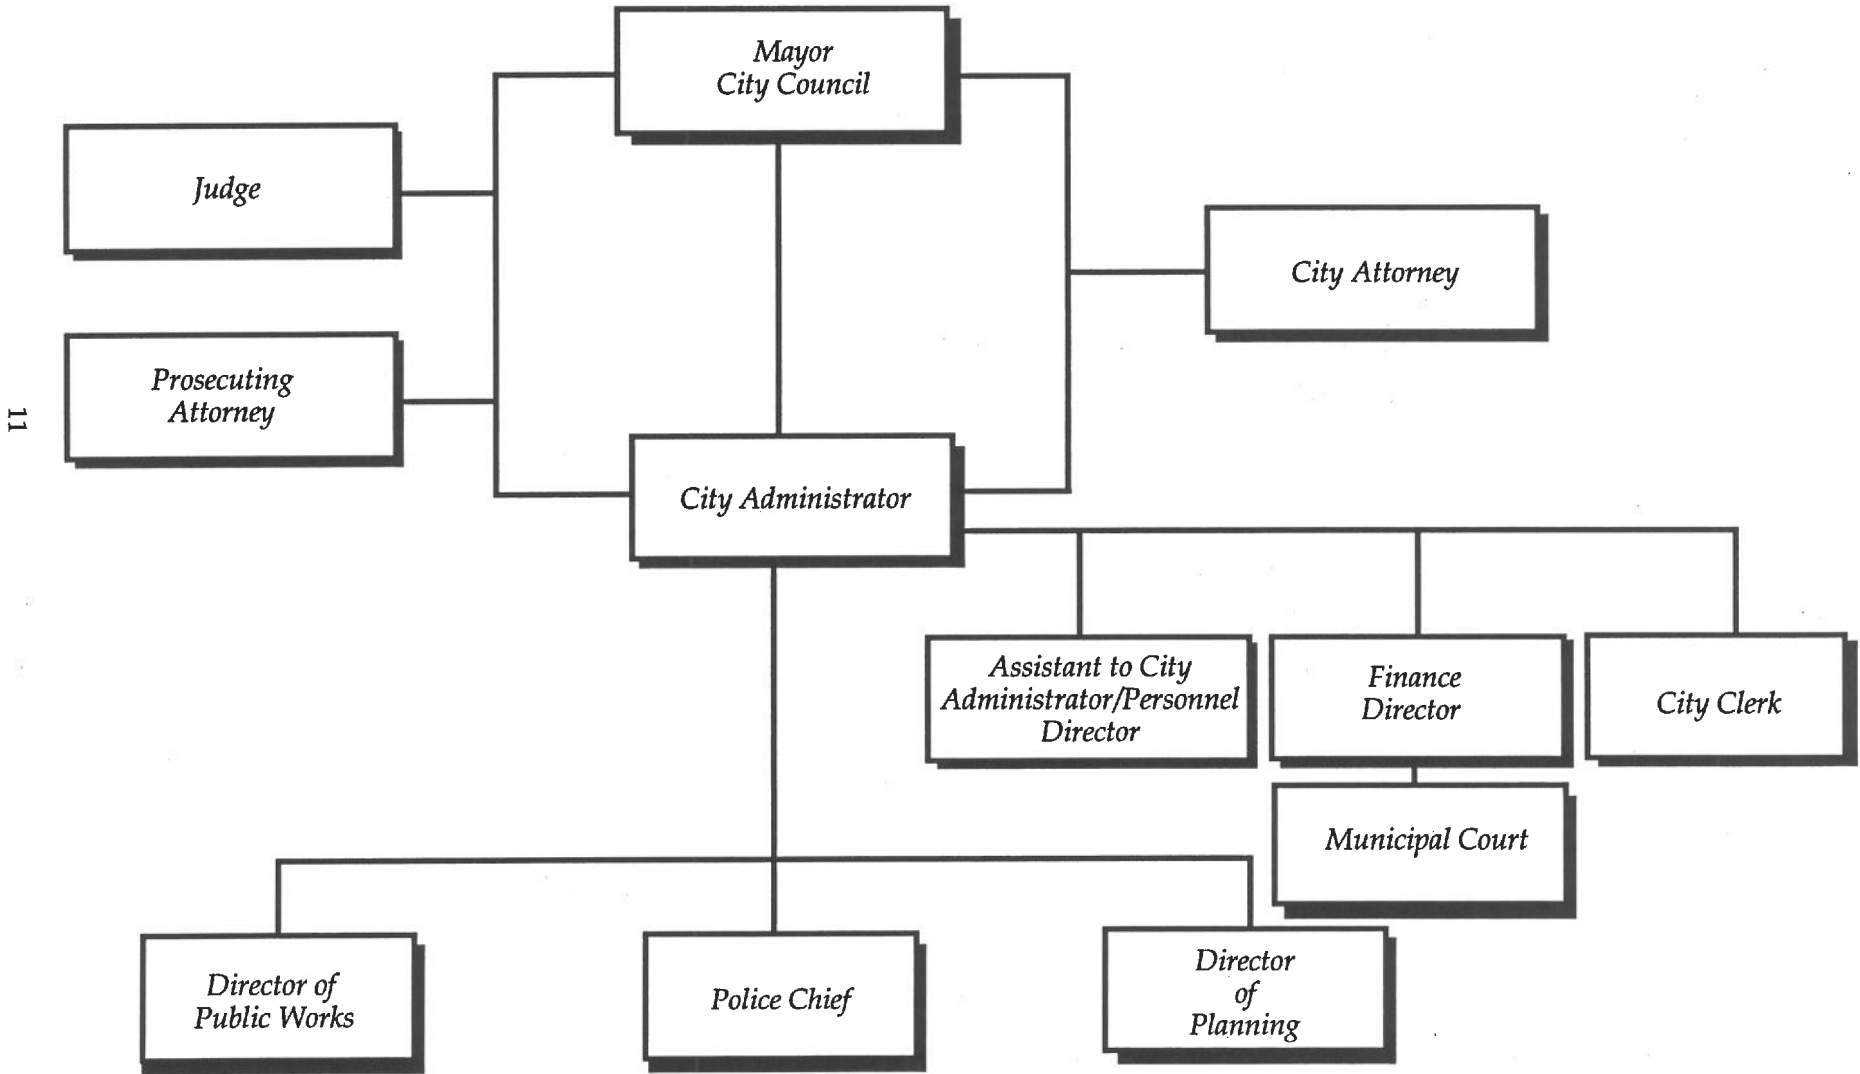 Mayor
City Council
Judge
City Attorney
Prosecuting
Attorney
11
City Administrator
Assistant to City
Administrator/Personnel
Director
Finance
Director
City Clerk
Municipal Court
Director of
Public Works
Police Chief
Director
of
Planning